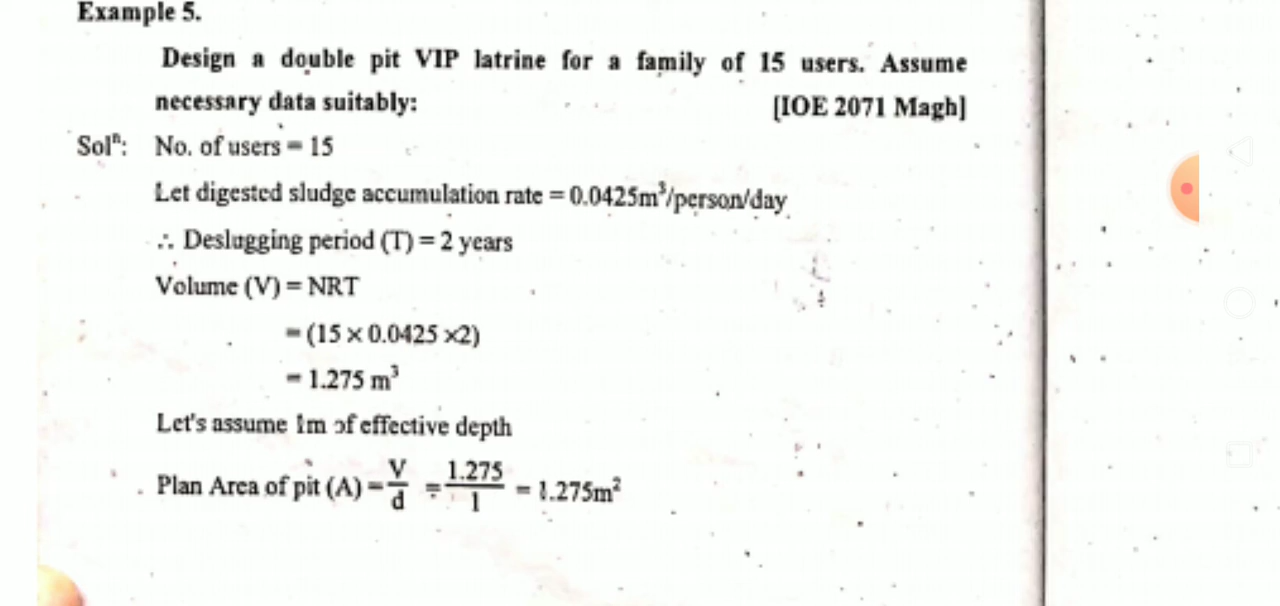 Example 5.
Design a double pit VIP latrine for a family of 15 users. Assume
necessary data suitably: [IOE 2071 Magh]
Solⁿ: No. of users = 15
Let digested sludge accumulation rate = 0.0425m³/person/day
∴ Deslugging period (T) = 2 years
Volume (V) = NRT
= (15 × 0.0425 ×2)
= 1.275 m³
Let's assume 1m of effective depth
Plan Area of pit (A) = V/d = 1.275/1 = 1.275m²